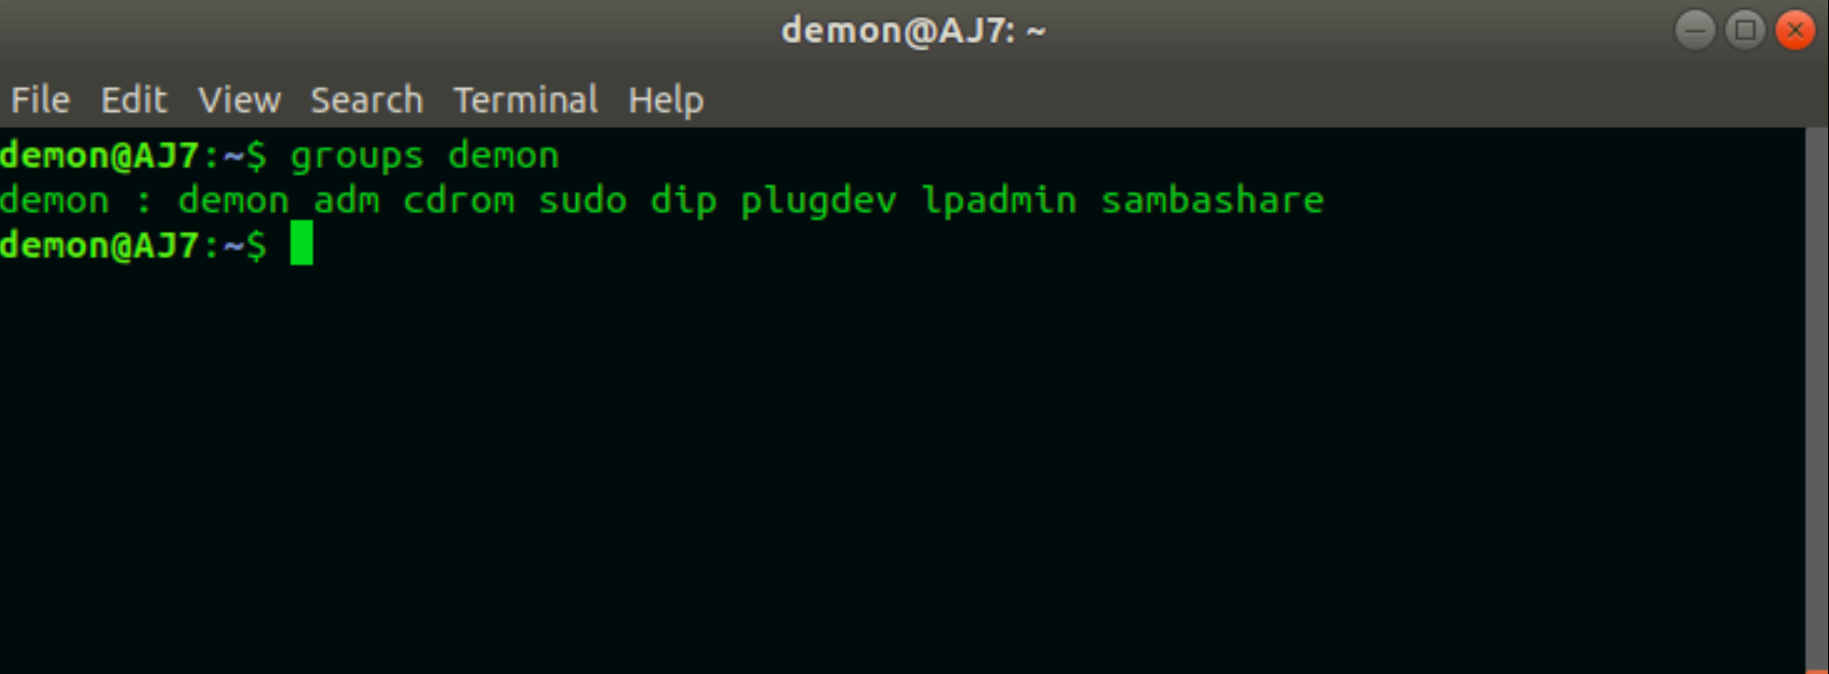 demon@AJ7: ~
File Edit View Search Terminal Help
demon@AJ7:~$ groups demon
demon : demon adm cdrom sudo dip plugdev lpadmin sambashare
demon@AJ7:~$